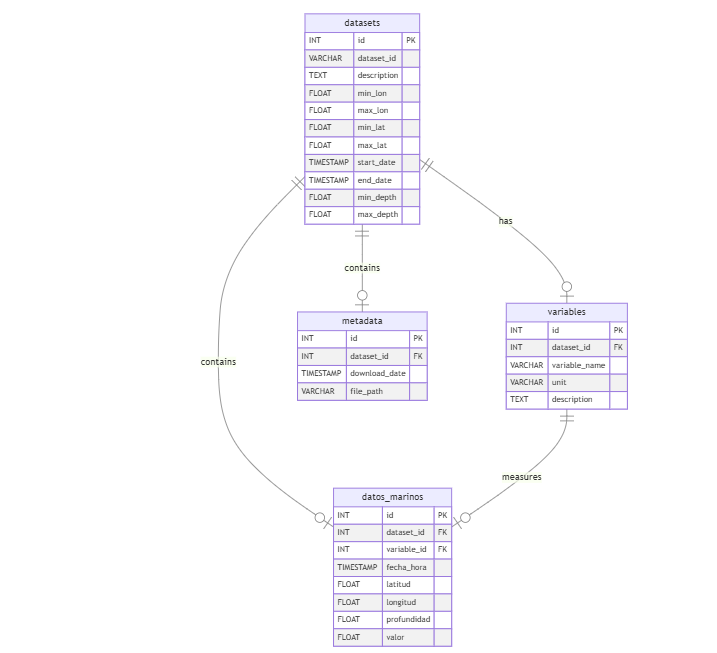 datasets
INT id PK
VARCHAR dataset_id
TEXT description
FLOAT min_lon
FLOAT max_lon
FLOAT min_lat
FLOAT max_lat
TIMESTAMP start_date
TIMESTAMP end_date
FLOAT min_depth
FLOAT max_depth
has
contains
metadata
INT id PK
INT dataset_id FK
TIMESTAMP download_date
VARCHAR file_path
variables
INT id PK
INT dataset_id FK
VARCHAR variable_name
VARCHAR unit
TEXT description
contains
measures
datos_marinos
INT id PK
INT dataset_id FK
INT variable_id FK
TIMESTAMP fecha_hora
FLOAT latitud
FLOAT longitud
FLOAT profundidad
FLOAT valor